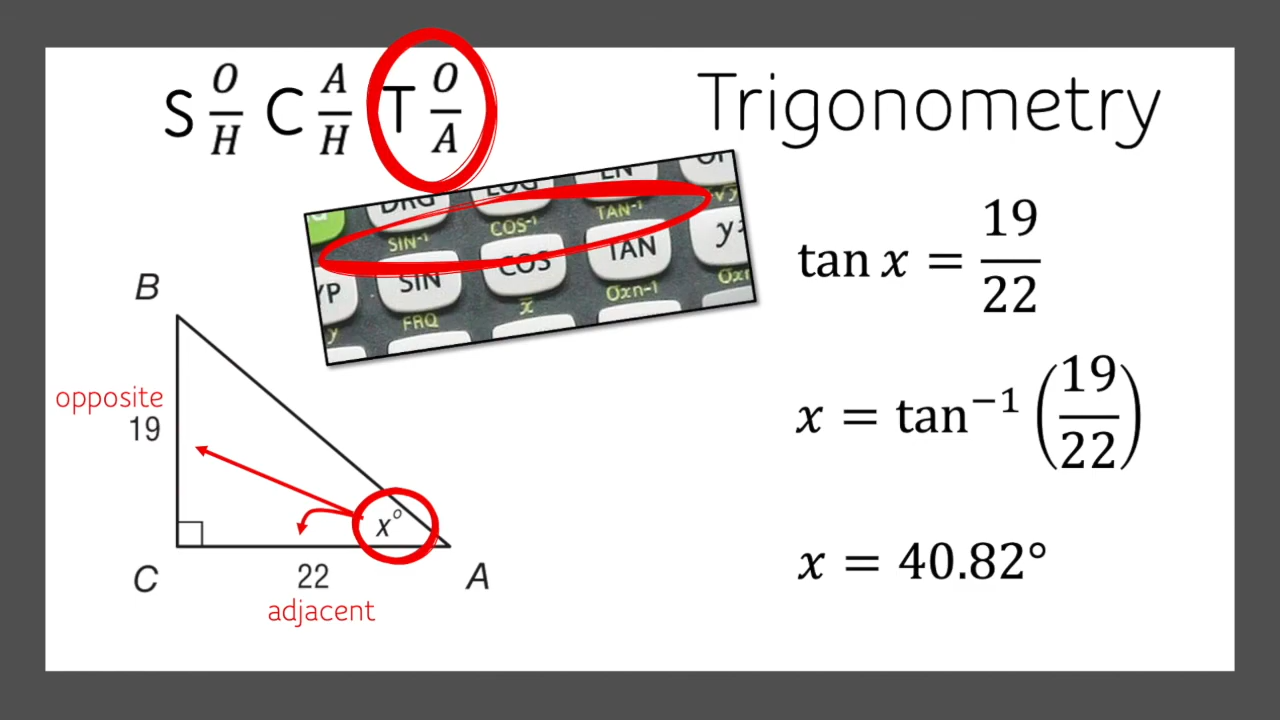 S O/H C A/H T O/A
Trigonometry
DRG LOG LN
SIN⁻¹ COS⁻¹ TAN⁻¹
SIN COS TAN
FRQ x̄ σxn-1
tan x = 19/22
x = tan⁻¹ (19/22)
x = 40.82°
B
opposite
19
x°
C
22
A
adjacent